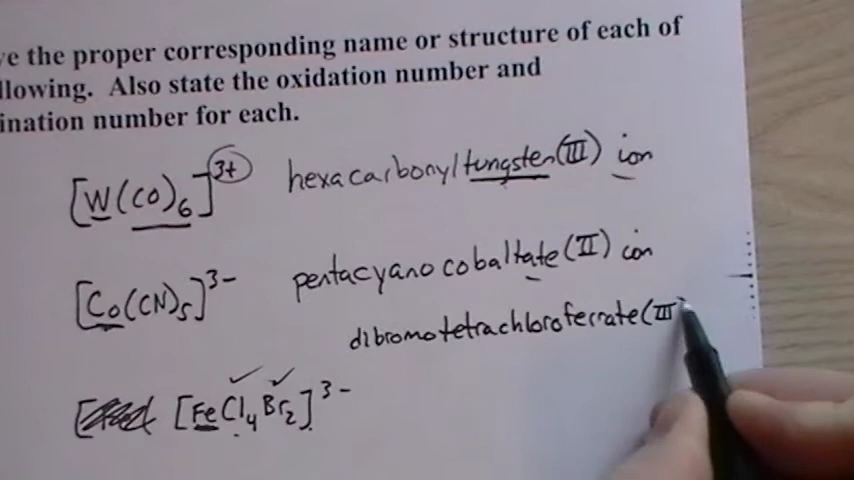 ve the proper corresponding name or structure of each of
llowing. Also state the oxidation number and
ination number for each.
[W(CO)6]3+ hexacarbonyltungsten(III) ion
[Co(CN)5]3- pentacyanocobaltate(II) ion
dibromotetrachloroferrate(III)
[FeCl4Br2]3-